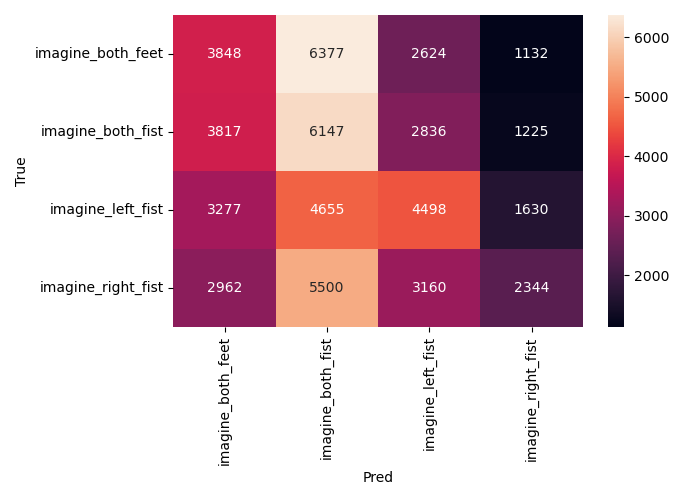 imagine_both_feet 3848 6377 2624 1132
imagine_both_fist 3817 6147 2836 1225
imagine_left_fist 3277 4655 4498 1630
imagine_right_fist 2962 5500 3160 2344
True
imagine_both_feet
imagine_both_fist
imagine_left_fist
imagine_right_fist
Pred
6000
5000
4000
3000
2000